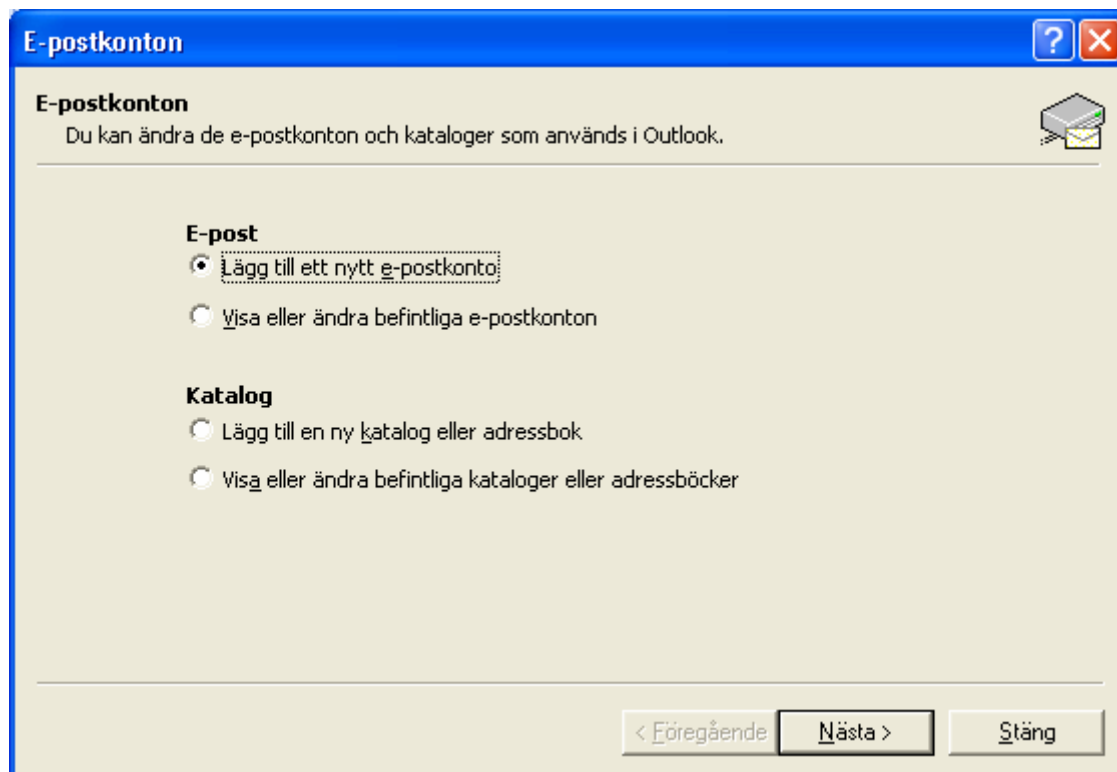 E-postkonton
E-postkonton
Du kan ändra de e-postkonton och kataloger som används i Outlook.
E-post
Lägg till ett nytt e-postkonto
Visa eller ändra befintliga e-postkonton
Katalog
Lägg till en ny katalog eller adressbok
Visa eller ändra befintliga kataloger eller adressböcker
< Föregående Nästa > Stäng